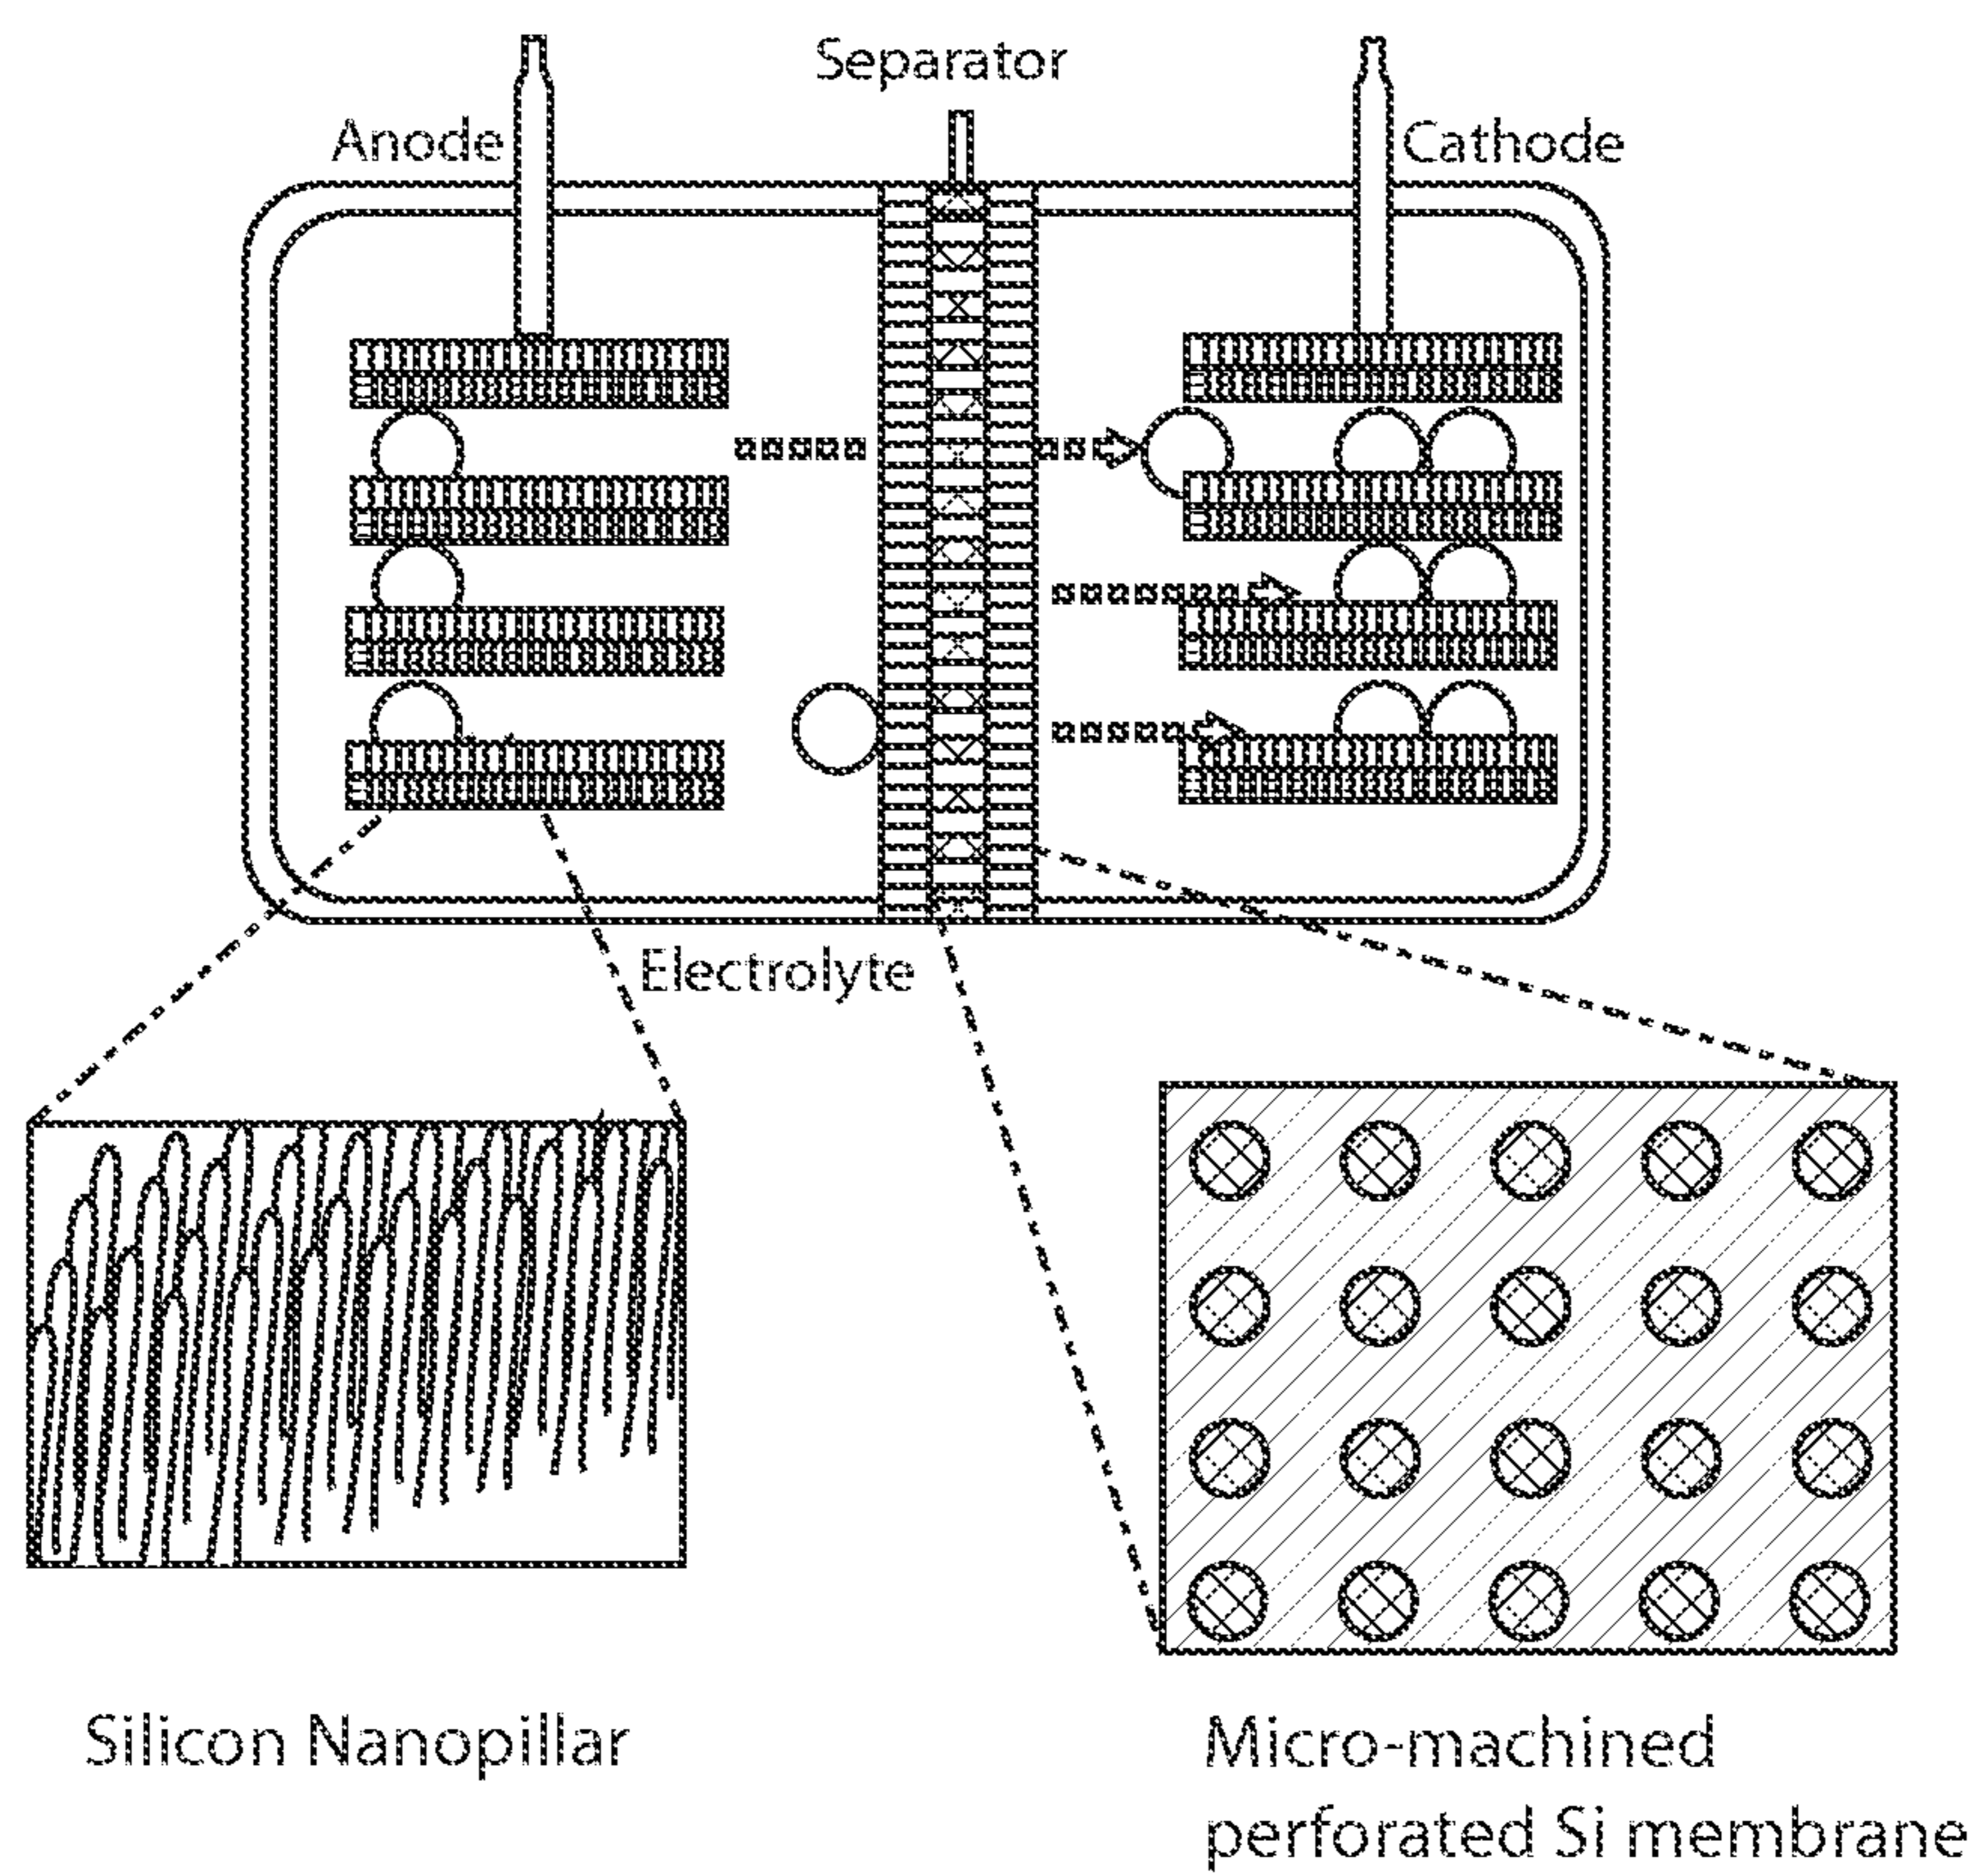 Separator
Anode
Cathode
Electrolyte
Silicon Nanopillar
Micro-machined
perforated Si membrane